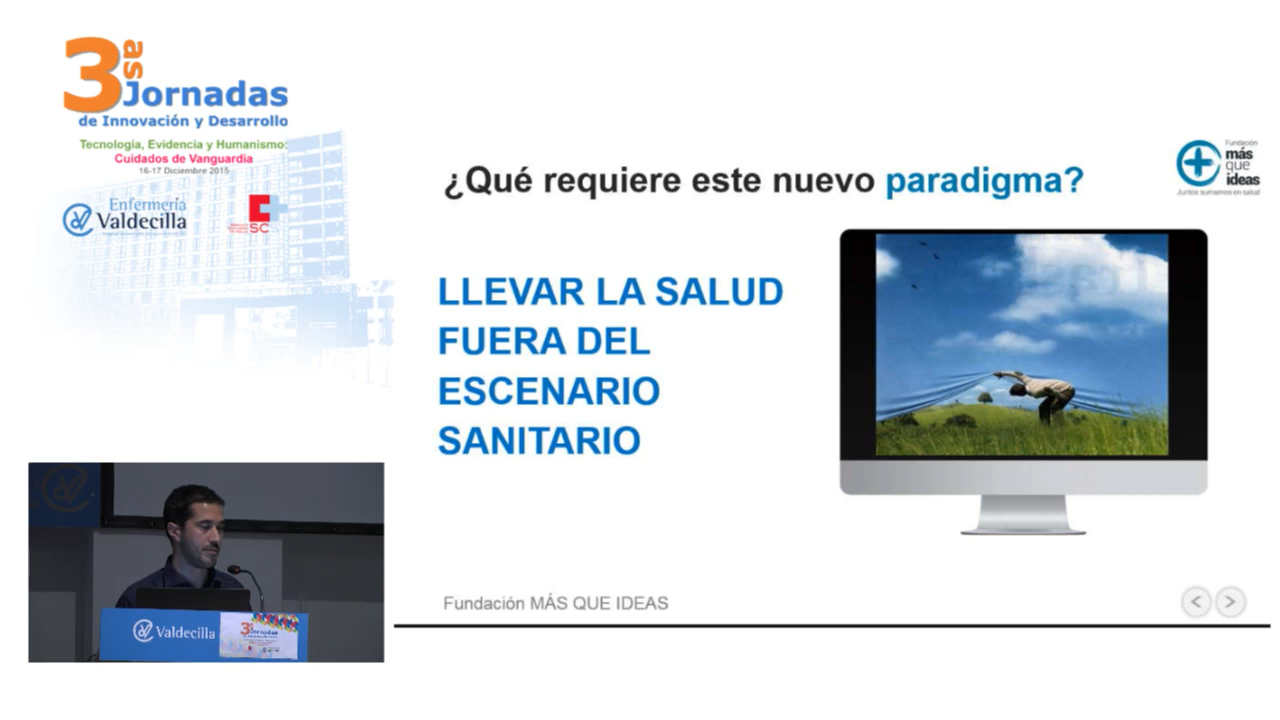 3as
Jornadas
de Innovación y Desarrollo
Tecnología, Evidencia y Humanismo:
Cuidados de Vanguardia
16-17 Diciembre 2015
Enfermería
Valdecilla
SC
¿Qué requiere este nuevo paradigma?
Fundación
más
que
ideas
Juntos sumamos en salud
LLEVAR LA SALUD
FUERA DEL
ESCENARIO
SANITARIO
Fundación MÁS QUE IDEAS
< >
Valdecilla
3as
Jornadas